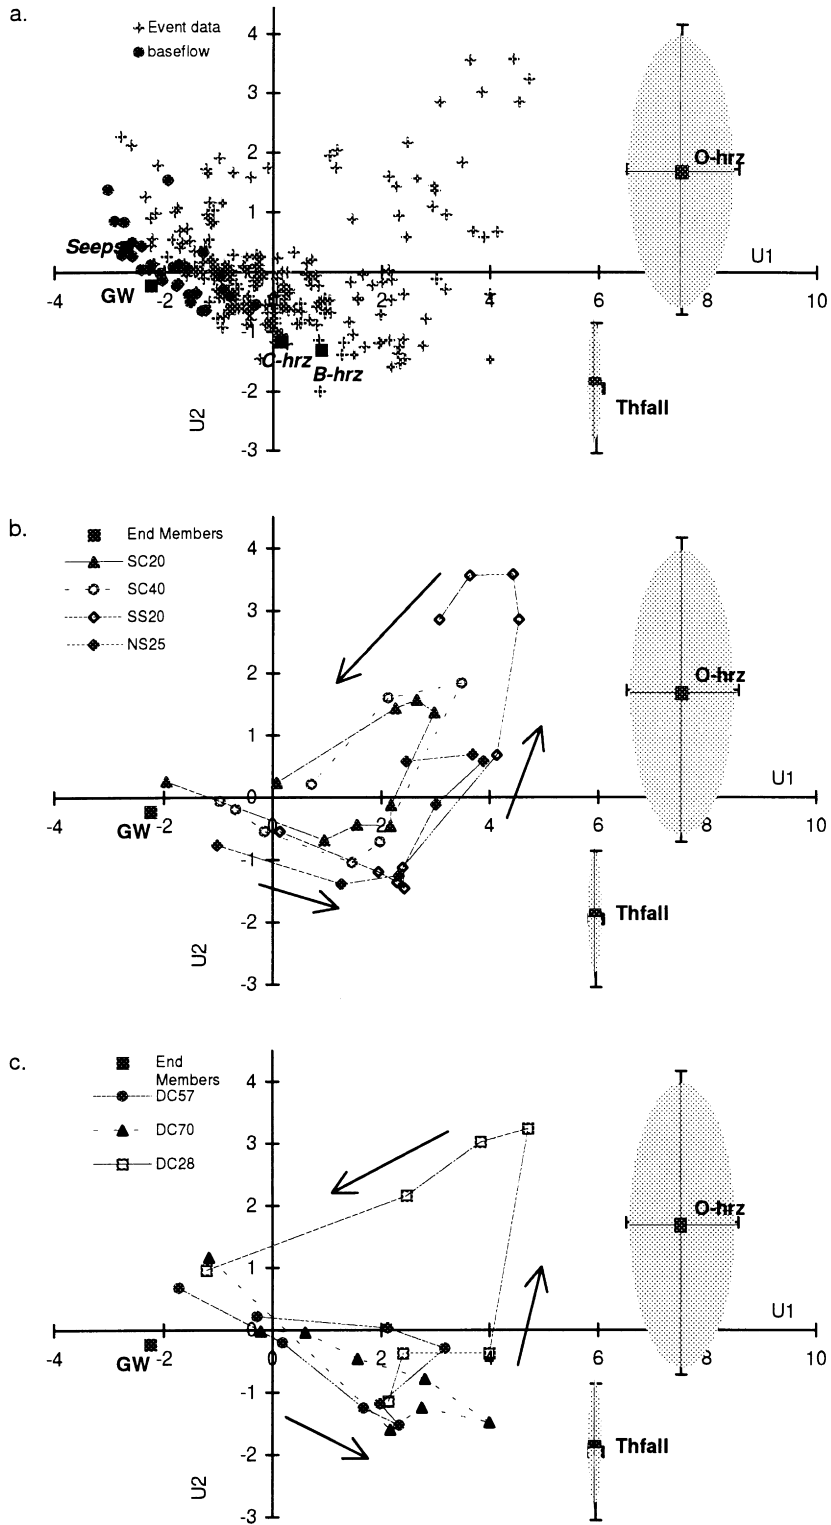 a.
Event data
baseflow
4
3
2
1
O-hrz
Seeps
U1
-4
-2
0
2
4
6
8
10
GW
C-hrz
B-hrz
-2
Thfall
U2
-3
b.
End Members
SC20
SC40
SS20
NS25
4
3
2
1
O-hrz
U1
-4
-2
0
2
4
6
8
10
GW
-1
Thfall
-2
U2
-3
c.
End
Members
DC57
DC70
DC28
4
3
2
1
O-hrz
U1
-4
-2
0
2
4
6
8
10
GW
-1
Thfall
-2
U2
-3